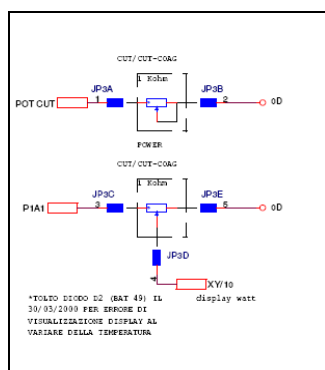 CUT/CUT-COAG
1 Kohm
JP3A
JP3B
POT CUT
1
2
0D
POWER
CUT/CUT-COAG
1 Kohm
JP3C
JP3E
P1A1
3
5
0D
JP3D
4
XY/10
*TOLTO DIODO D2 (BAT 49) IL
display watt
30/03/2000 PER ERRORE DI
VISUALIZZAZIONE DISPLAY AL
VARIARE DELLA TEMPERATURA